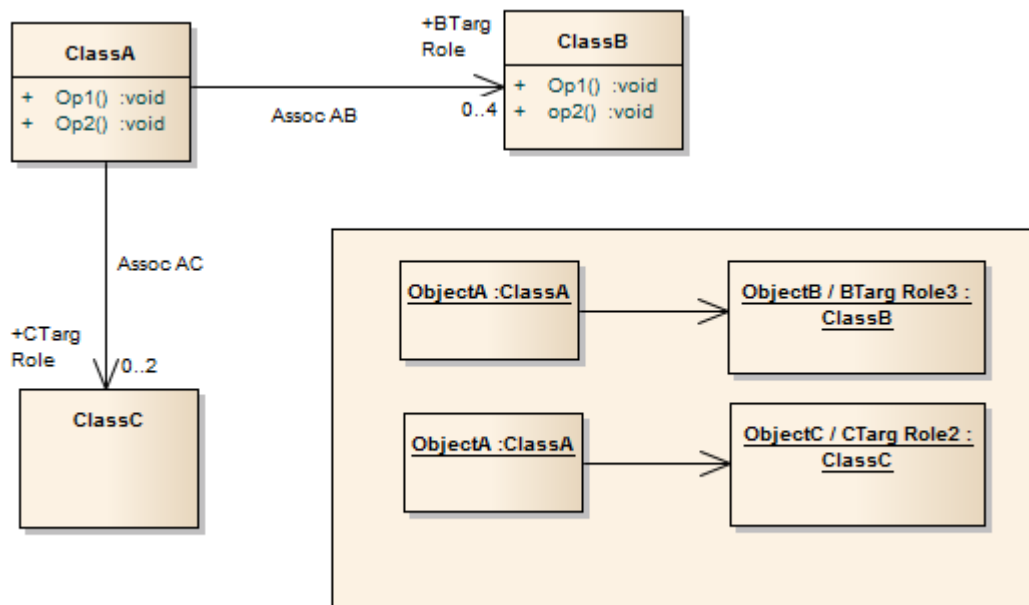 ClassA
+ Op1() :void
+ Op2() :void
+BTarg
Role
ClassB
+ Op1() :void
+ op2() :void
Assoc AB
0..4
Assoc AC
+CTarg
Role
0..2
ClassC
ObjectA :ClassA
ObjectB / BTarg Role3 :
ClassB
ObjectA :ClassA
ObjectC / CTarg Role2 :
ClassC